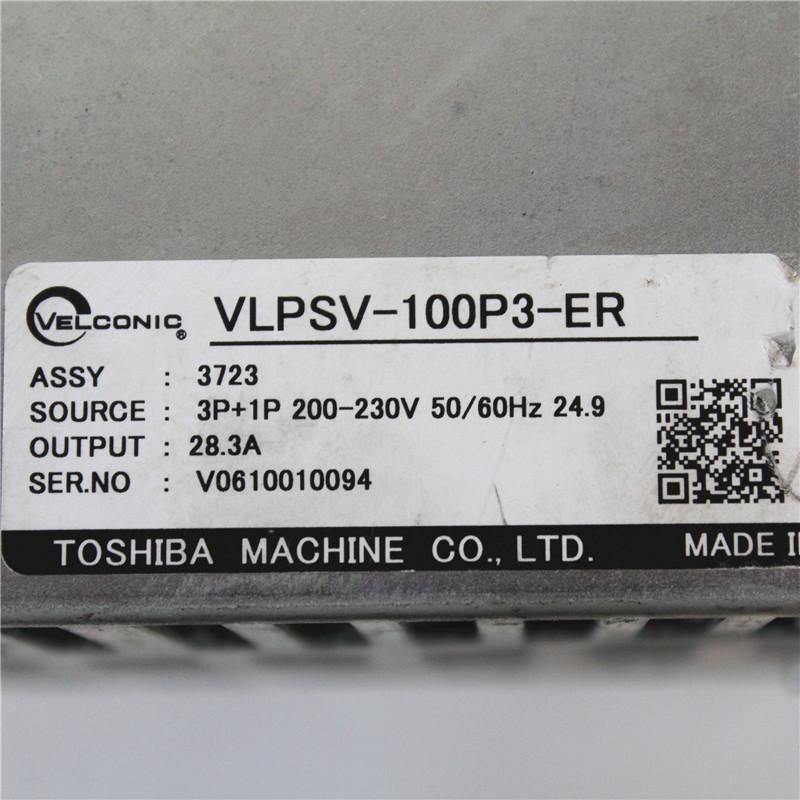 VELCONIC® VLPSV-100P3-ER
ASSY : 3723
SOURCE : 3P+1P 200-230V 50/60Hz 24.9
OUTPUT : 28.3A
SER.NO : V0610010094
TOSHIBA MACHINE CO., LTD. MADE